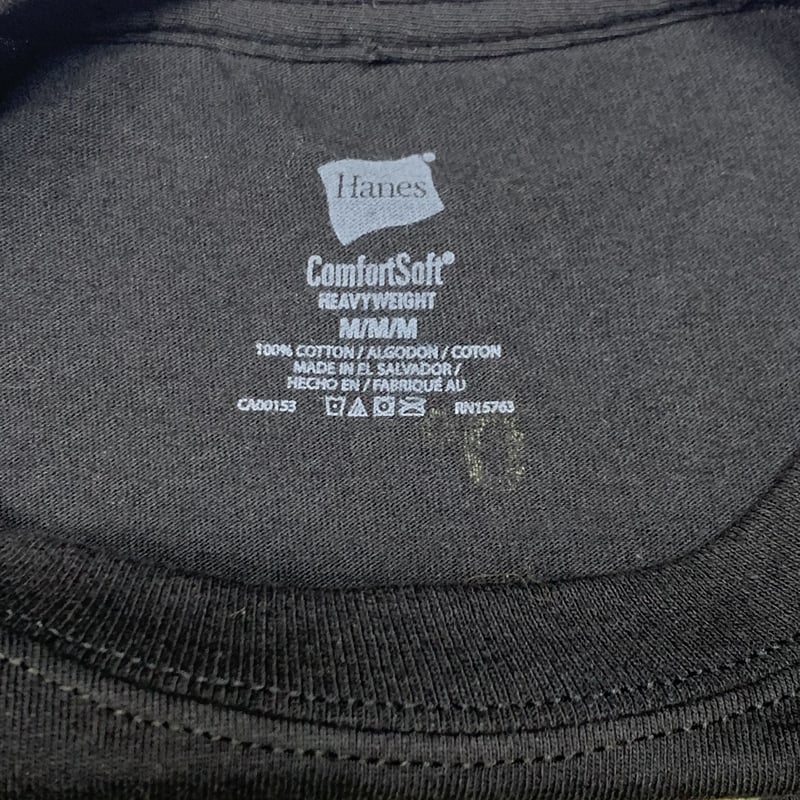 Hanes
ComfortSoft®
HEAVYWEIGHT
M/M/M
100% COTTON / ALGODON / COTON
MADE IN EL SALVADOR /
HECHO EN / FABRIQUÉ AU
CA00153 RN15763